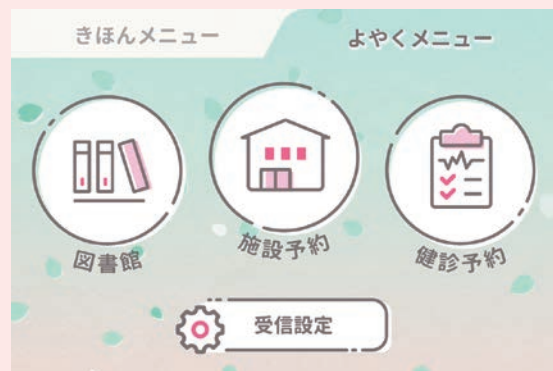 きほんメニュー
よやくメニュー
図書館
施設予約
健診予約
受信設定